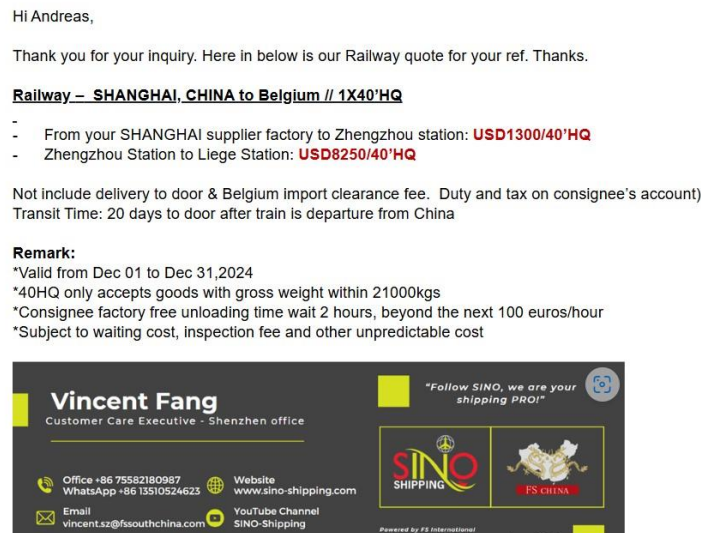 Hi Andreas,
Thank you for your inquiry. Here in below is our Railway quote for your ref. Thanks.
Railway – SHANGHAI, CHINA to Belgium // 1X40'HQ
-
- From your SHANGHAI supplier factory to Zhengzhou station: USD1300/40'HQ
- Zhengzhou Station to Liege Station: USD8250/40'HQ
Not include delivery to door & Belgium import clearance fee. Duty and tax on consignee's account)
Transit Time: 20 days to door after train is departure from China
Remark:
*Valid from Dec 01 to Dec 31,2024
*40HQ only accepts goods with gross weight within 21000kgs
*Consignee factory free unloading time wait 2 hours, beyond the next 100 euros/hour
*Subject to waiting cost, inspection fee and other unpredictable cost
Vincent Fang
Customer Care Executive - Shenzhen office
Office +86 75582180987
WhatsApp +86 13510524623
Website
www.sino-shipping.com
Email
vincent.sz@fssouthchina.com
YouTube Channel
SINO-Shipping
"Follow SINO, we are your
shipping PRO!"
SINO
SHIPPING
FS CHINA
Powered by FS International